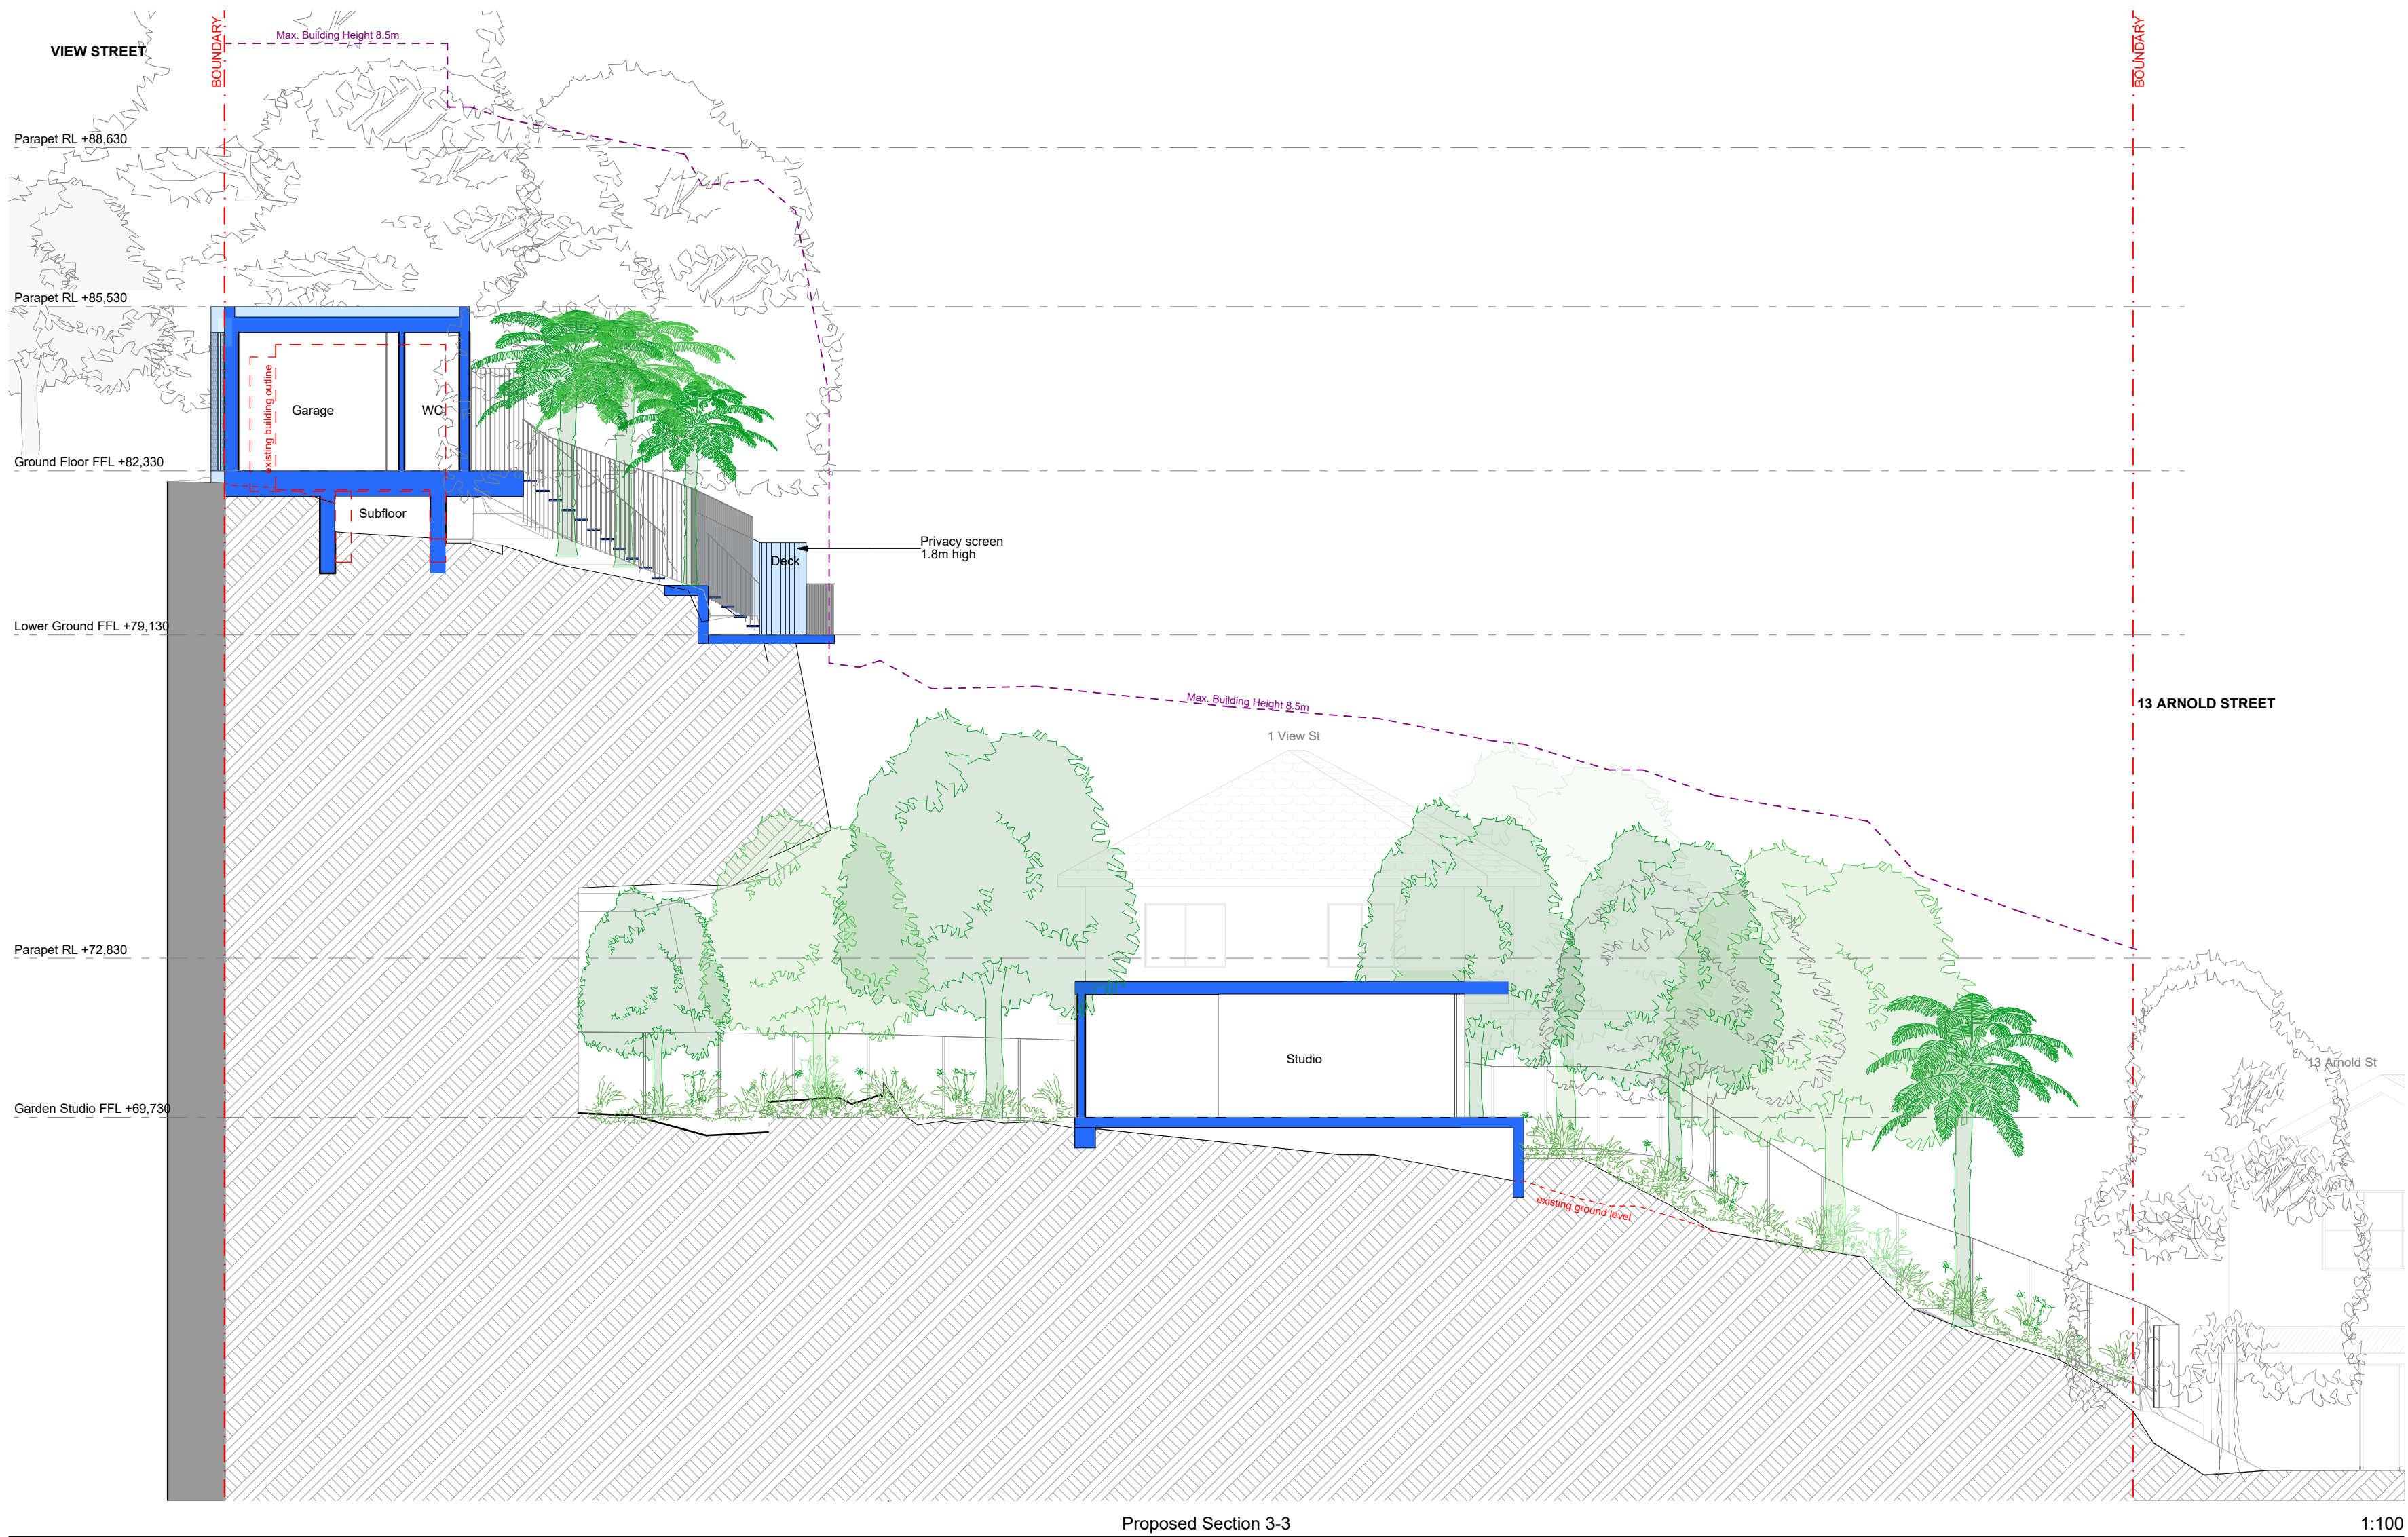 VIEW STREET
BOUNDARY
Max. Building Height 8.5m
BOUNDARY
Parapet RL +88,630
Parapet RL +85,530
existing building outline
Garage
WC
Ground Floor FFL +82,330
Subfloor
Privacy screen
1.8m high
Deck
Lower Ground FFL +79,130
Max. Building Height 8.5m
13 ARNOLD STREET
1 View St
Parapet RL +72,830
Studio
13 Arnold St
Garden Studio FFL +69,730
existing ground level
Proposed Section 3-3
1:100